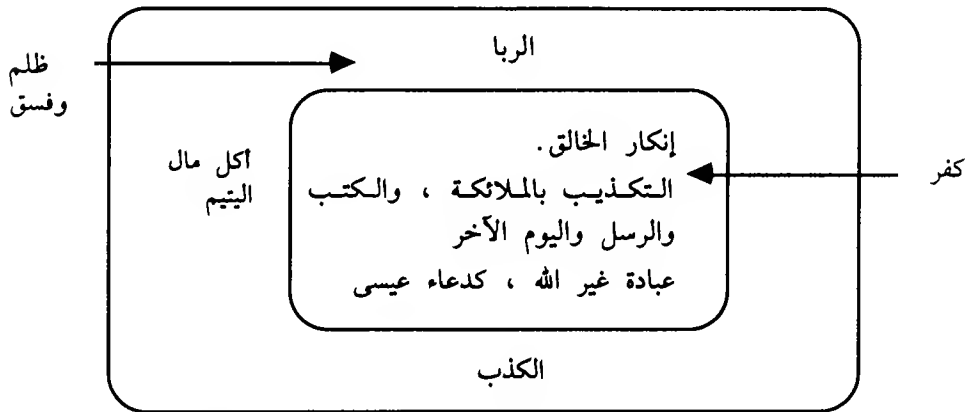 الربا
ظلم
وفسق
إنكار الخالق.
التكذيب بالملائكة ، والكتب
والرسل واليوم الآخر
عبادة غير الله ، كدعاء عيسى
كفر
أكل مال
اليتيم
الكذب